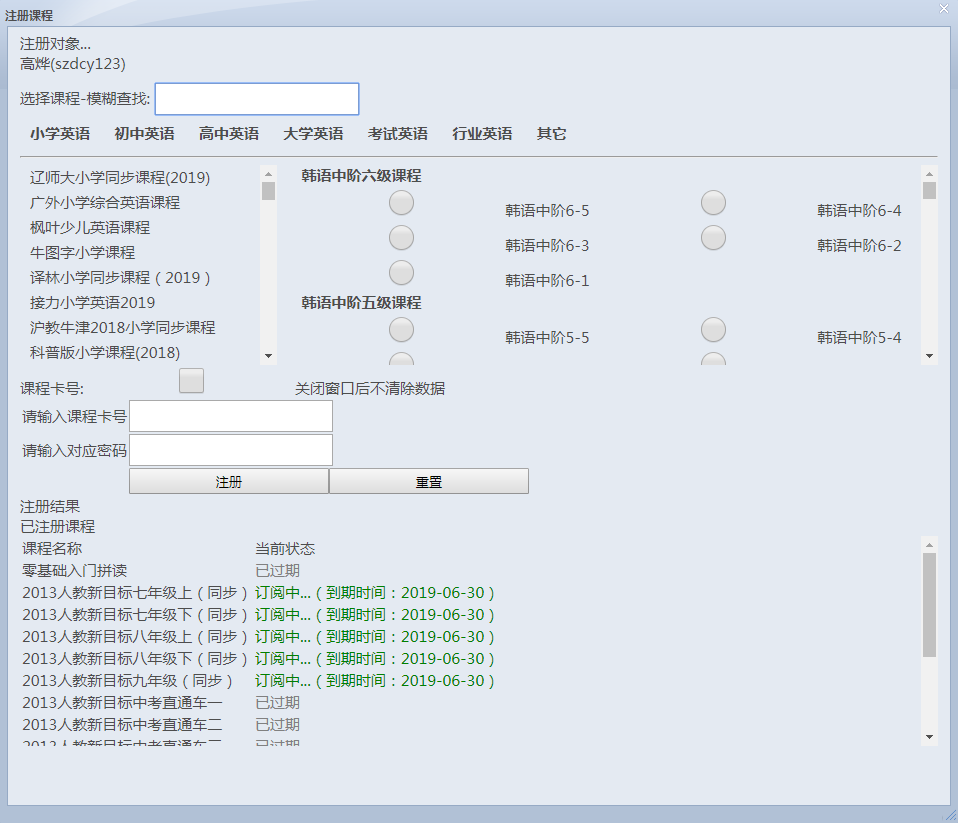 注册课程
注册对象...
高烨(szdcy123)
选择课程-模糊查找:
小学英语 初中英语 高中英语 大学英语 考试英语 行业英语 其它
辽师大小学同步课程(2019)
广外小学综合英语课程
枫叶少儿英语课程
牛图字小学课程
译林小学同步课程（2019）
接力小学英语2019
沪教牛津2018小学同步课程
科普版小学课程(2018)
韩语中阶六级课程
韩语中阶6-5 韩语中阶6-4
韩语中阶6-3 韩语中阶6-2
韩语中阶6-1
韩语中阶五级课程
韩语中阶5-5 韩语中阶5-4
课程卡号: 关闭窗口后不清除数据
请输入课程卡号
请输入对应密码
注册 重置
注册结果
已注册课程
课程名称 当前状态
零基础入门拼读 已过期
2013人教新目标七年级上（同步） 订阅中...（到期时间：2019-06-30）
2013人教新目标七年级下（同步） 订阅中...（到期时间：2019-06-30）
2013人教新目标八年级上（同步） 订阅中...（到期时间：2019-06-30）
2013人教新目标八年级下（同步） 订阅中...（到期时间：2019-06-30）
2013人教新目标九年级（同步） 订阅中...（到期时间：2019-06-30）
2013人教新目标中考直通车一 已过期
2013人教新目标中考直通车二 已过期
2013人教新目标中考直通车三 已过期